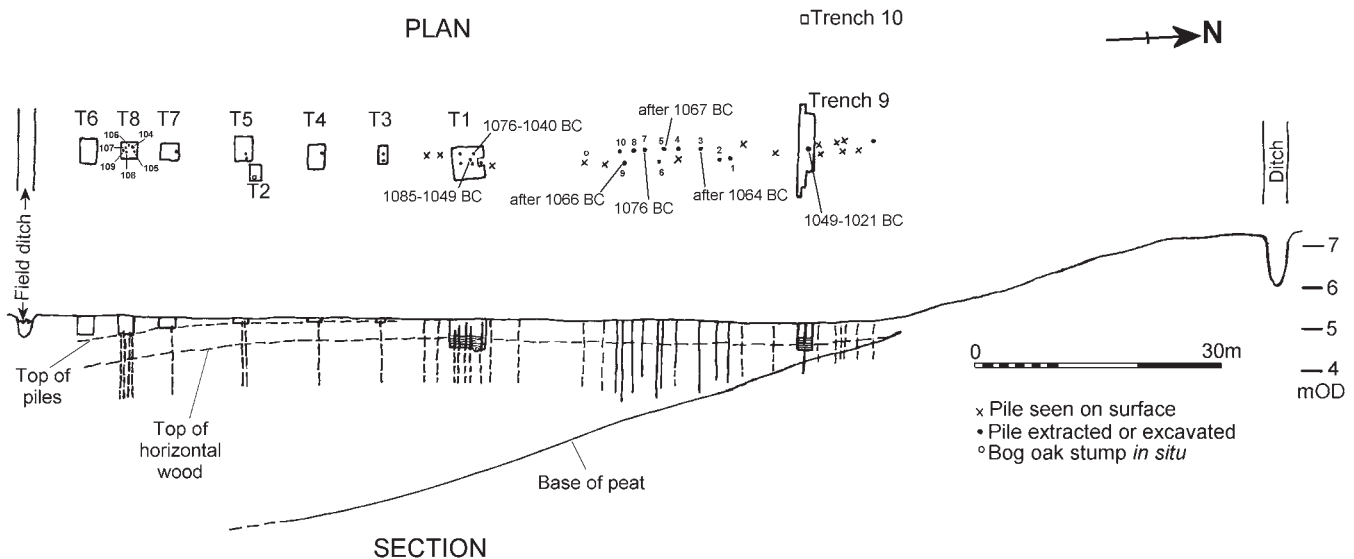 PLAN
Trench 10
N
T6
T8
T7
T5
T4
T3
T1
T2
106
104
107
109
105
108
1076-1040 BC
1085-1049 BC
after 1067 BC
10
8
7
5
4
3
2
9
6
1
after 1066 BC
1076 BC
after 1064 BC
Trench 9
1049-1021 BC
Field ditch
Ditch
7
6
5
4
mOD
Top of
piles
Top of
horizontal
wood
Base of peat
0
30m
x Pile seen on surface
• Pile extracted or excavated
° Bog oak stump in situ
SECTION